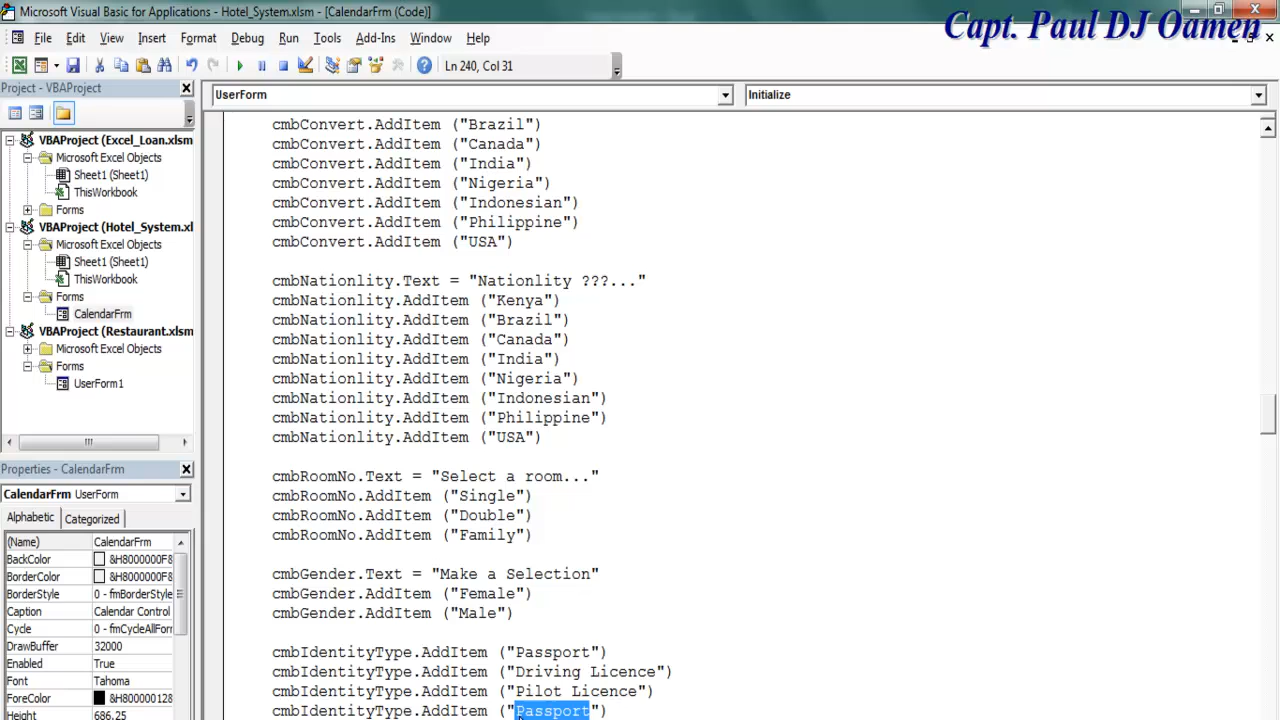 Microsoft Visual Basic for Applications - Hotel_System.xlsm - [CalendarFrm (Code)]
Capt. Paul DJ Oamen
File Edit View Insert Format Debug Run Tools Add-Ins Window Help
Ln 240, Col 31
Project - VBAProject
UserForm
Initialize
VBAProject (Excel_Loan.xlsm
Microsoft Excel Objects
Sheet1 (Sheet1)
ThisWorkbook
Forms
VBAProject (Hotel_System.xl
Microsoft Excel Objects
Sheet1 (Sheet1)
ThisWorkbook
Forms
CalendarFrm
VBAProject (Restaurant.xlsm
Microsoft Excel Objects
Forms
UserForm1
Properties - CalendarFrm
CalendarFrm UserForm
Alphabetic Categorized
(Name) CalendarFrm
BackColor &H8000000F&
BorderColor &H8000000F&
BorderStyle 0 - fmBorderStyle
Caption Calendar Control
Cycle 0 - fmCycleAllForm
DrawBuffer 32000
Enabled True
Font Tahoma
ForeColor &H80000012&
Height 686.25
cmbConvert.AddItem ("Brazil")
cmbConvert.AddItem ("Canada")
cmbConvert.AddItem ("India")
cmbConvert.AddItem ("Nigeria")
cmbConvert.AddItem ("Indonesian")
cmbConvert.AddItem ("Philippine")
cmbConvert.AddItem ("USA")
cmbNationlity.Text = "Nationlity ???..."
cmbNationlity.AddItem ("Kenya")
cmbNationlity.AddItem ("Brazil")
cmbNationlity.AddItem ("Canada")
cmbNationlity.AddItem ("India")
cmbNationlity.AddItem ("Nigeria")
cmbNationlity.AddItem ("Indonesian")
cmbNationlity.AddItem ("Philippine")
cmbNationlity.AddItem ("USA")
cmbRoomNo.Text = "Select a room..."
cmbRoomNo.AddItem ("Single")
cmbRoomNo.AddItem ("Double")
cmbRoomNo.AddItem ("Family")
cmbGender.Text = "Make a Selection"
cmbGender.AddItem ("Female")
cmbGender.AddItem ("Male")
cmbIdentityType.AddItem ("Passport")
cmbIdentityType.AddItem ("Driving Licence")
cmbIdentityType.AddItem ("Pilot Licence")
cmbIdentityType.AddItem ("Passport")